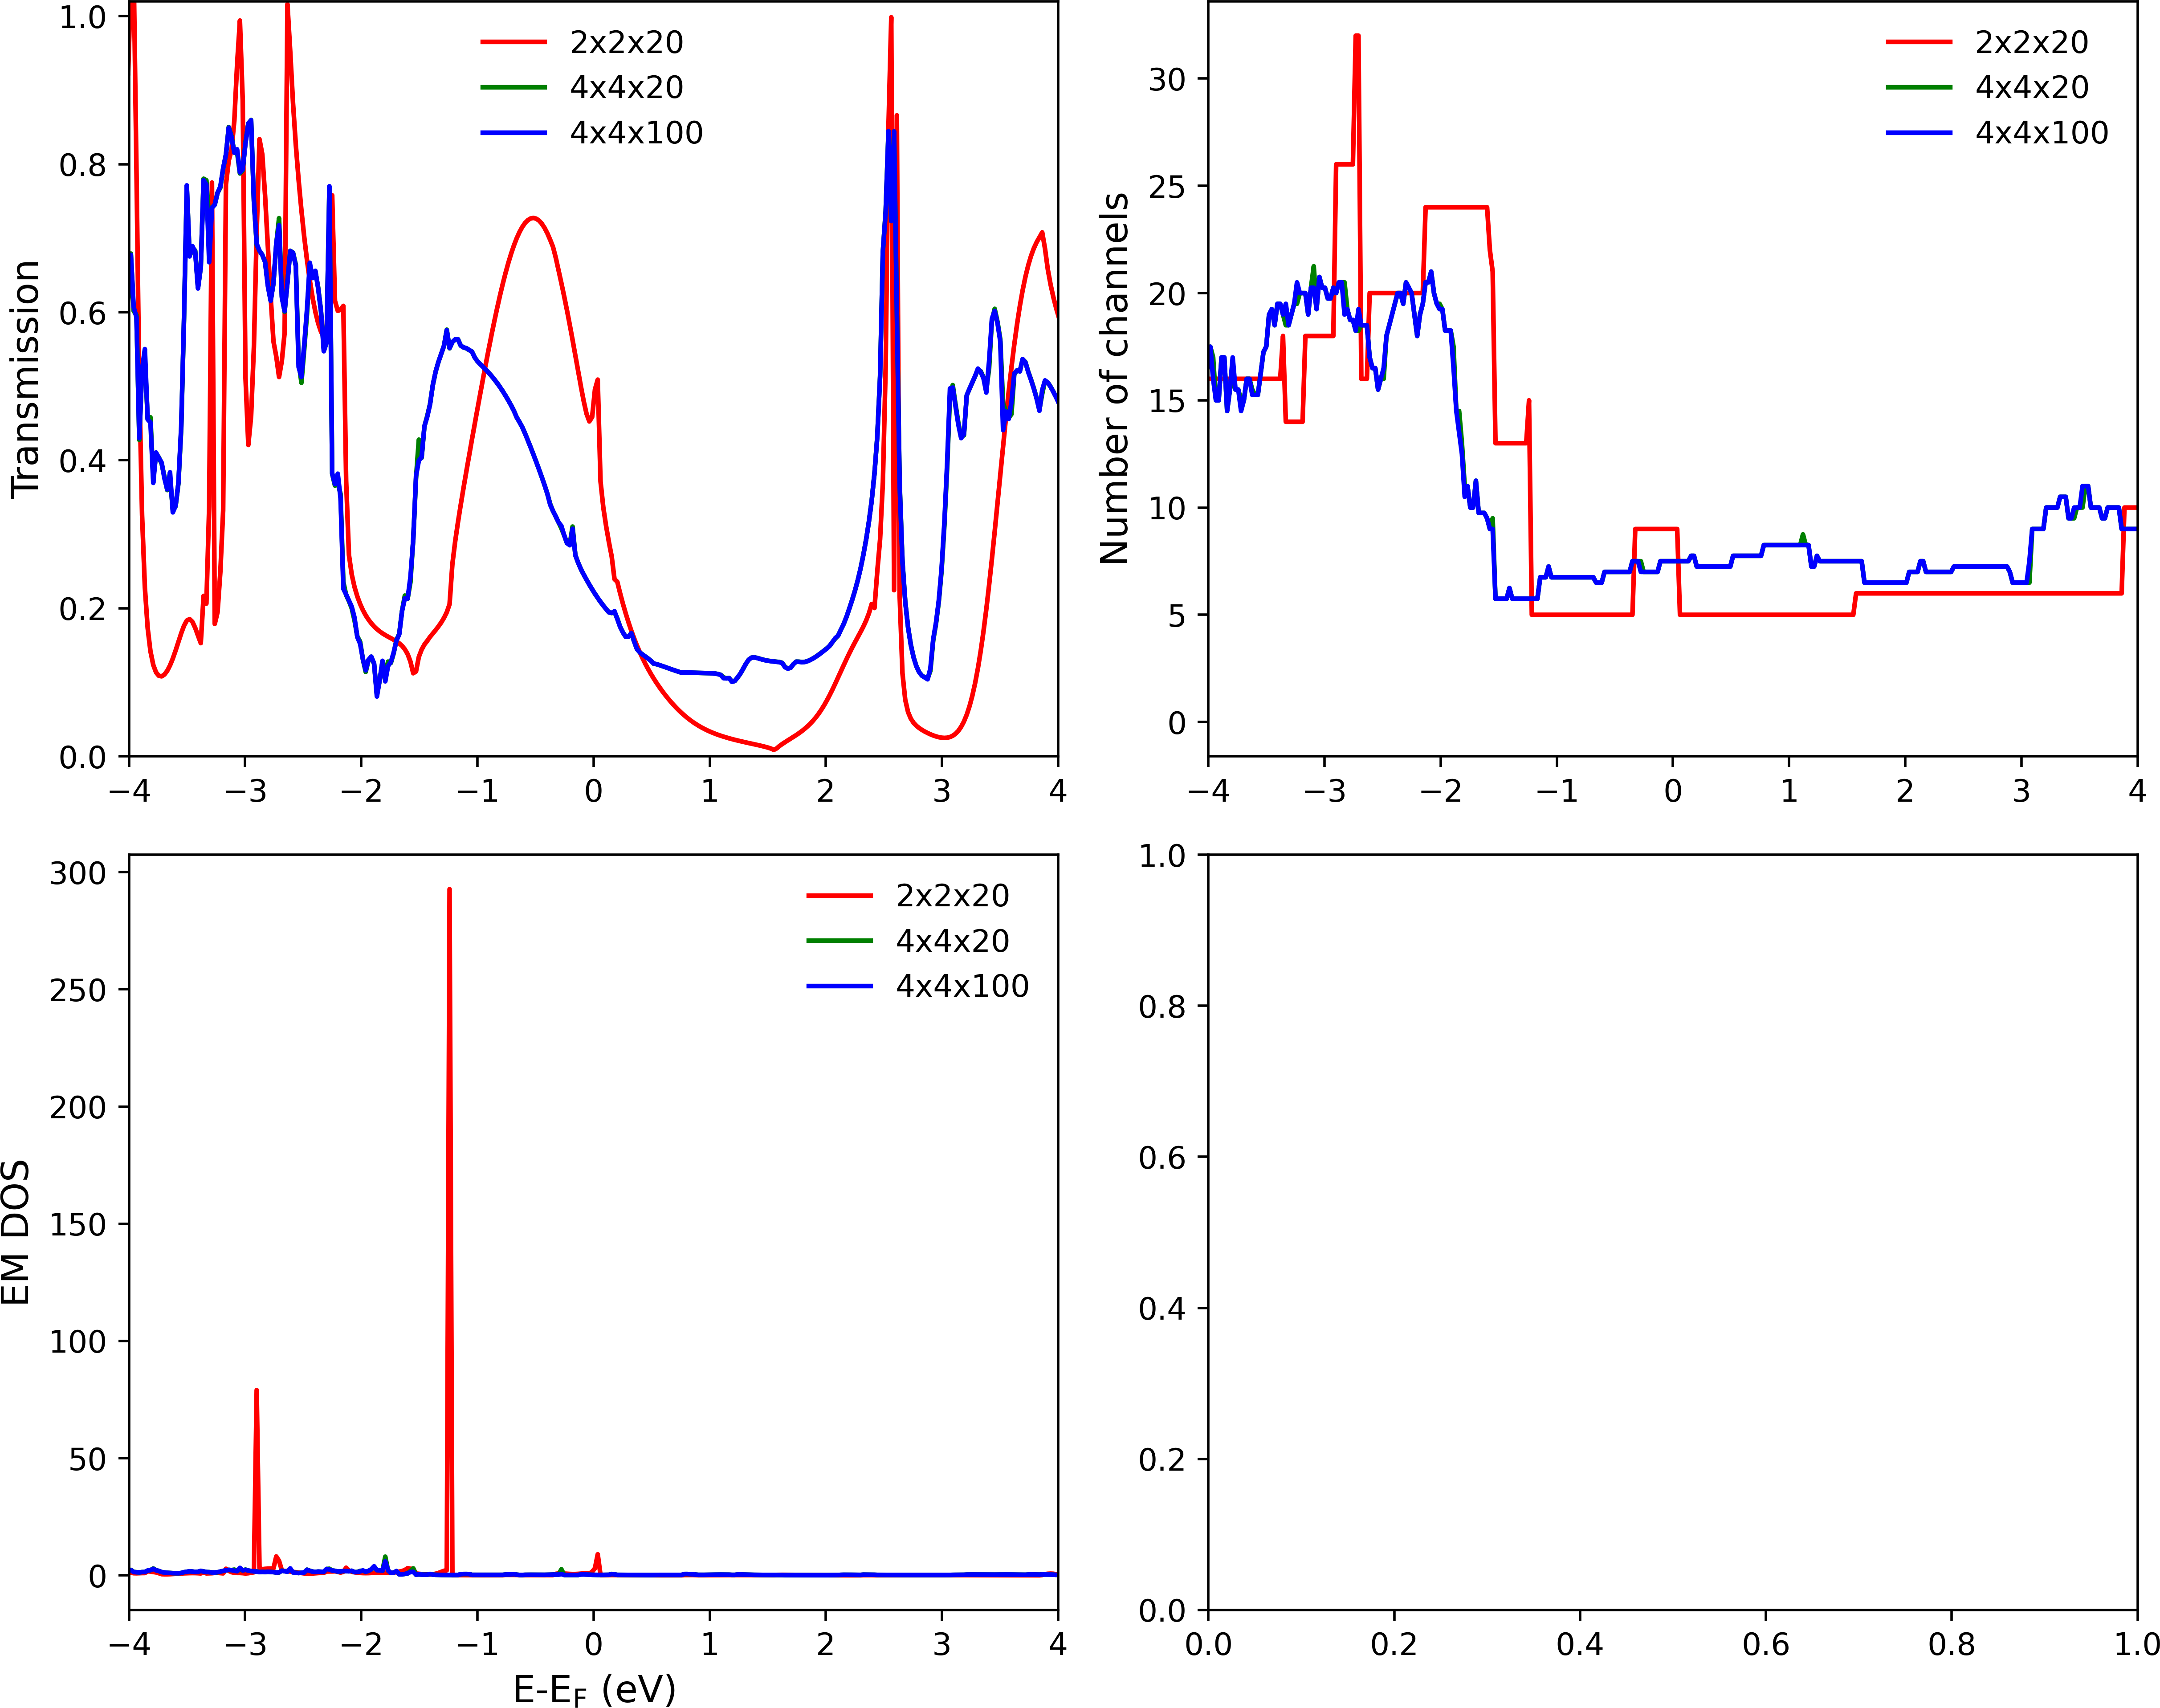 Transmission
1.0
0.8
0.6
0.4
0.2
0.0
−4 −3 −2 −1 0 1 2 3 4
2x2x20
4x4x20
4x4x100
Number of channels
30
25
20
15
10
5
0
−4 −3 −2 −1 0 1 2 3 4
2x2x20
4x4x20
4x4x100
EM DOS
300
250
200
150
100
50
0
−4 −3 −2 −1 0 1 2 3 4
E-E_F (eV)
2x2x20
4x4x20
4x4x100
1.0
0.8
0.6
0.4
0.2
0.0
0.0 0.2 0.4 0.6 0.8 1.0